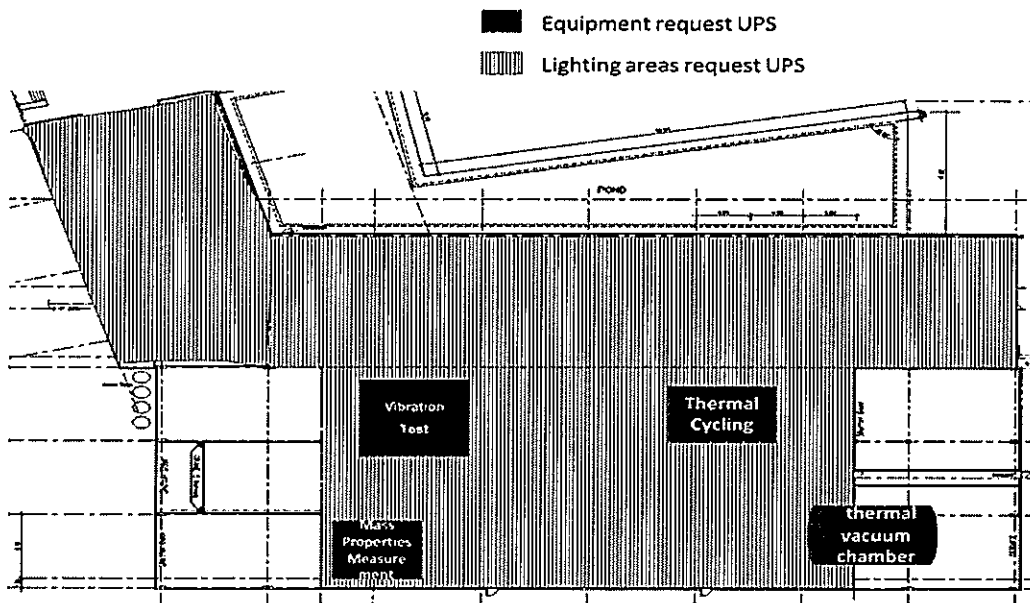 Equipment request UPS
Lighting areas request UPS
POND
Vibration
Test
Thermal
Cycling
Mass
Properties
Measure
ment
thermal
vacuum
chamber